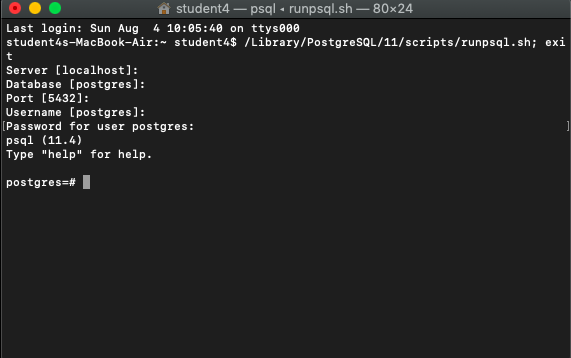 student4 — psql ◂ runpsql.sh — 80×24
Last login: Sun Aug  4 10:05:40 on ttys000
student4s-MacBook-Air:~ student4$ /Library/PostgreSQL/11/scripts/runpsql.sh; exi
t
Server [localhost]:
Database [postgres]:
Port [5432]:
Username [postgres]:
[Password for user postgres: ]
psql (11.4)
Type "help" for help.
postgres=#